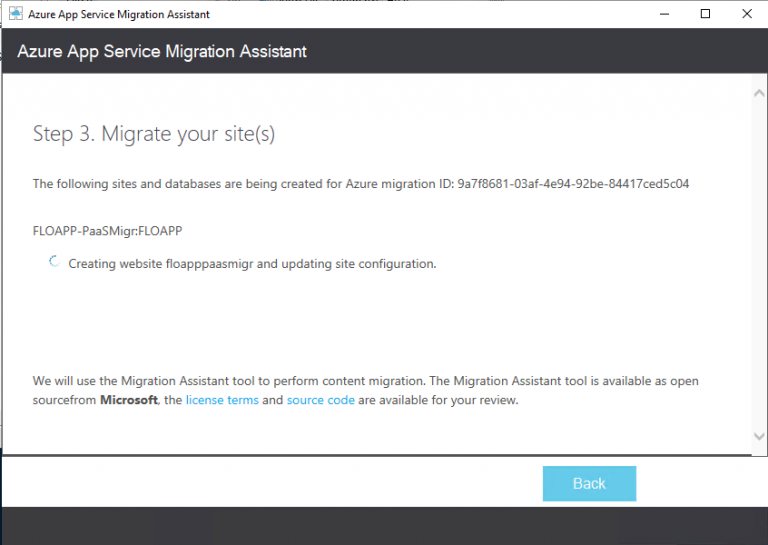 Azure App Service Migration Assistant
Azure App Service Migration Assistant
Step 3. Migrate your site(s)
The following sites and databases are being created for Azure migration ID: 9a7f8681-03af-4e94-92be-84417ced5c04
FLOAPP-PaaSMigr:FLOAPP
Creating website floapppaasmigr and updating site configuration.
We will use the Migration Assistant tool to perform content migration. The Migration Assistant tool is available as open
sourcefrom Microsoft, the license terms and source code are available for your review.
Back